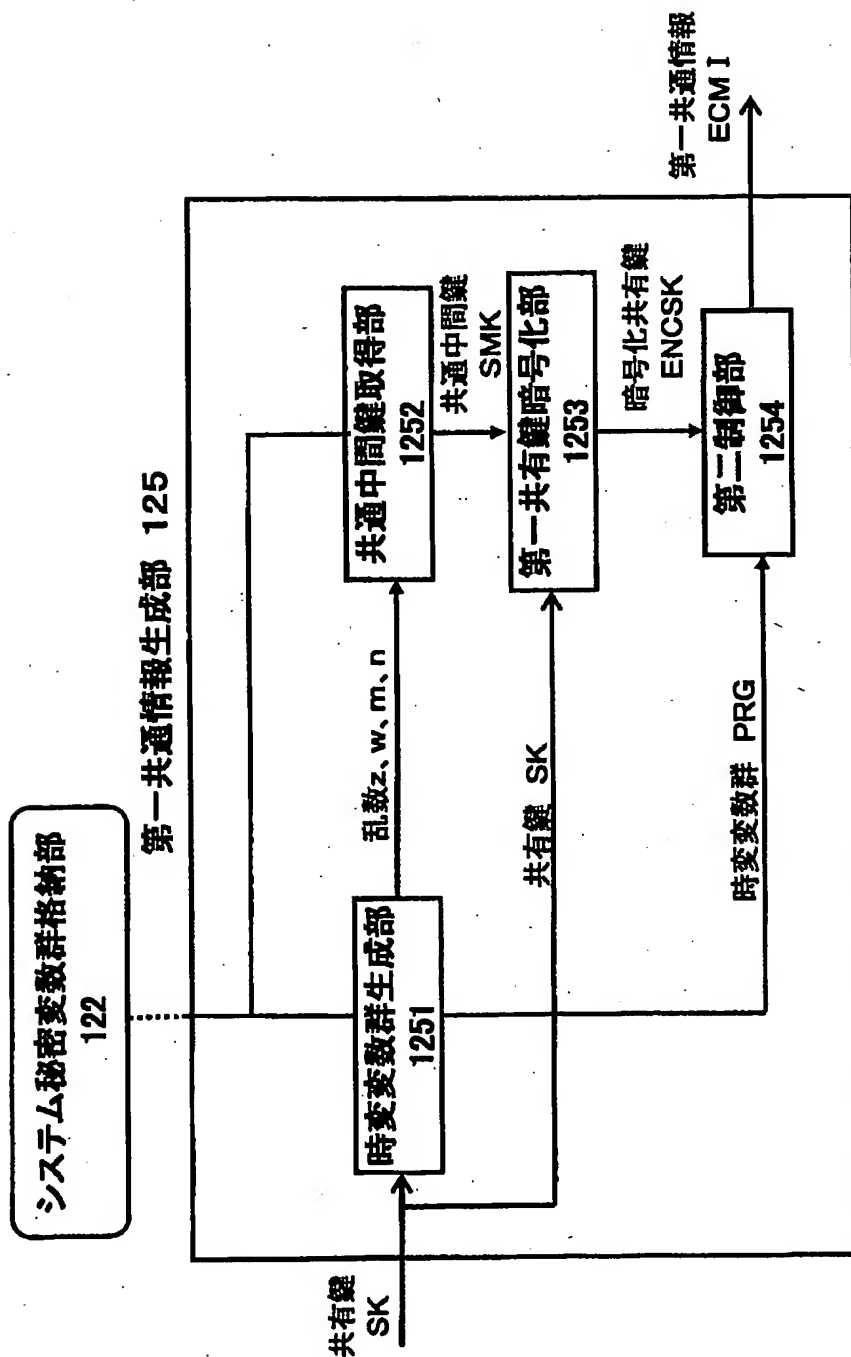 システム秘密変数群格納部
122
第一共通情報生成部 125
共有鍵
SK
時変変数群生成部
1251
乱数z、w、m、n
共通中間鍵取得部
1252
共通中間鍵
SMK
共有鍵 SK
第一共有鍵暗号化部
1253
暗号化共有鍵
ENCSK
時変変数群 PRG
第二制御部
1254
第一共通情報
ECM I